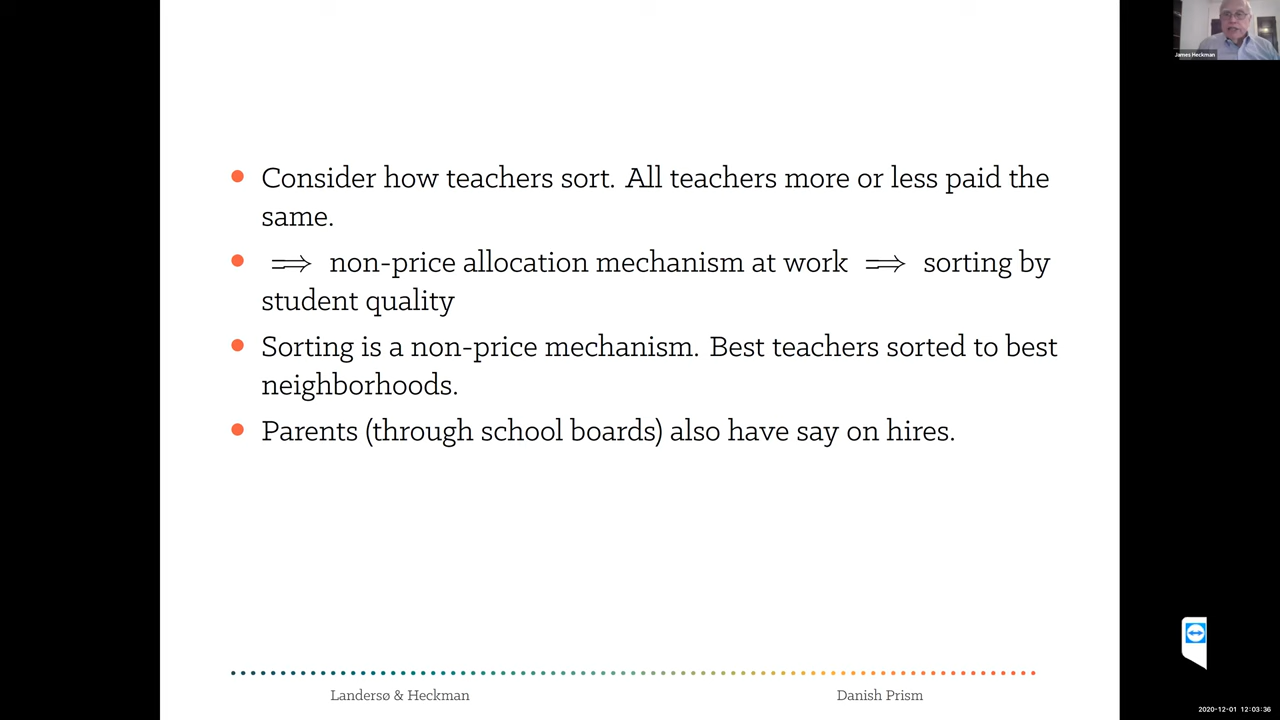 James Heckman
• Consider how teachers sort. All teachers more or less paid the
same.
• ⟹ non-price allocation mechanism at work ⟹ sorting by
student quality
• Sorting is a non-price mechanism. Best teachers sorted to best
neighborhoods.
• Parents (through school boards) also have say on hires.
Landersø & Heckman
Danish Prism
2020-12-01 12:03:36